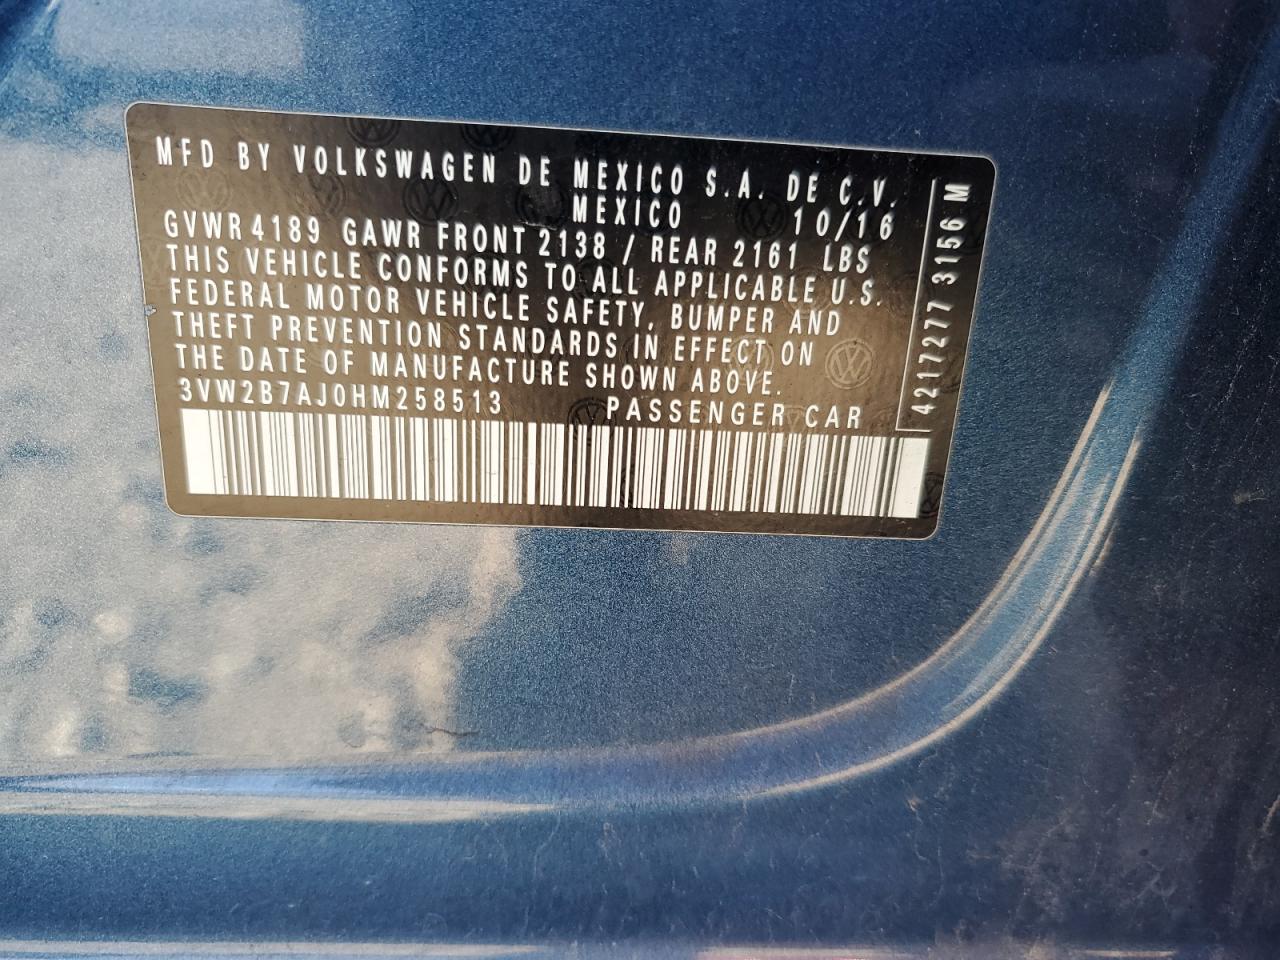 MFD BY VOLKSWAGEN DE MEXICO S.A. DE C.V.
MEXICO 10/16
GVWR 4189 GAWR FRONT 2138 / REAR 2161 LBS
THIS VEHICLE CONFORMS TO ALL APPLICABLE U.S.
FEDERAL MOTOR VEHICLE SAFETY, BUMPER AND
THEFT PREVENTION STANDARDS IN EFFECT ON
THE DATE OF MANUFACTURE SHOWN ABOVE.
3VW2B7AJ0HM258513 PASSENGER CAR
4217277 3156 M